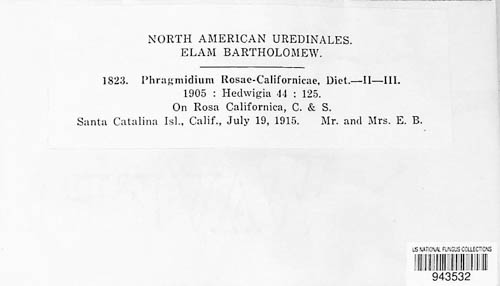 NORTH AMERICAN UREDINALES.
ELAM BARTHOLOMEW.
1823. Phragmidium Rosae-Californicae, Diet.—II—III.
1905 : Hedwigia 44 : 125.
On Rosa Californica, C. & S.
Santa Catalina Isl., Calif., July 19, 1915. Mr. and Mrs. E. B.
US NATIONAL FUNGUS COLLECTIONS
943532